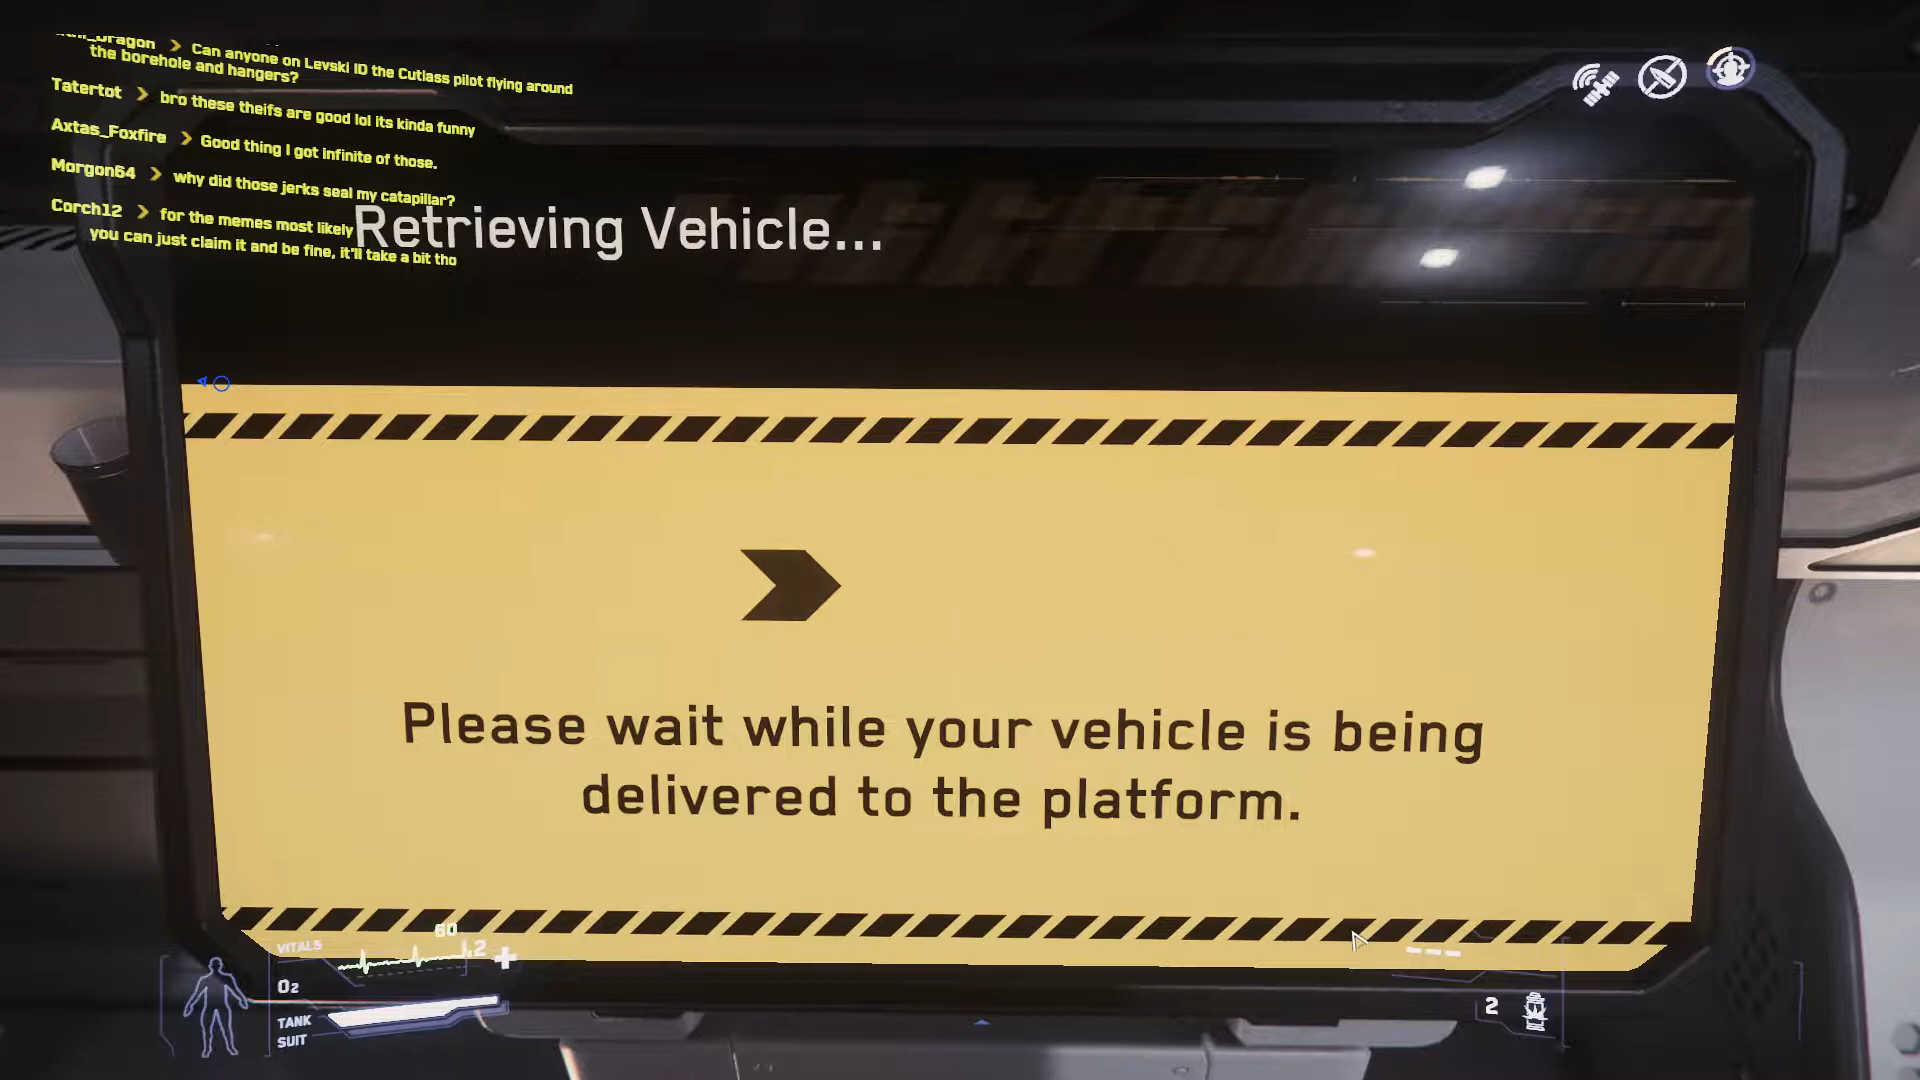 Dragon > Can anyone on Levski ID the Cutlass pilot flying around
the borehole and hangers?
Tatertot > bro these theifs are good lol its kinda funny
Axtas_Foxfire > Good thing I got infinite of those.
Morgon64 > why did those jerks seal my catapillar?
Corch12 > for the memes most likely
you can just claim it and be fine, it'll take a bit tho
Retrieving Vehicle...
Please wait while your vehicle is being
delivered to the platform.
VITALS
60
O2
TANK
SUIT
2